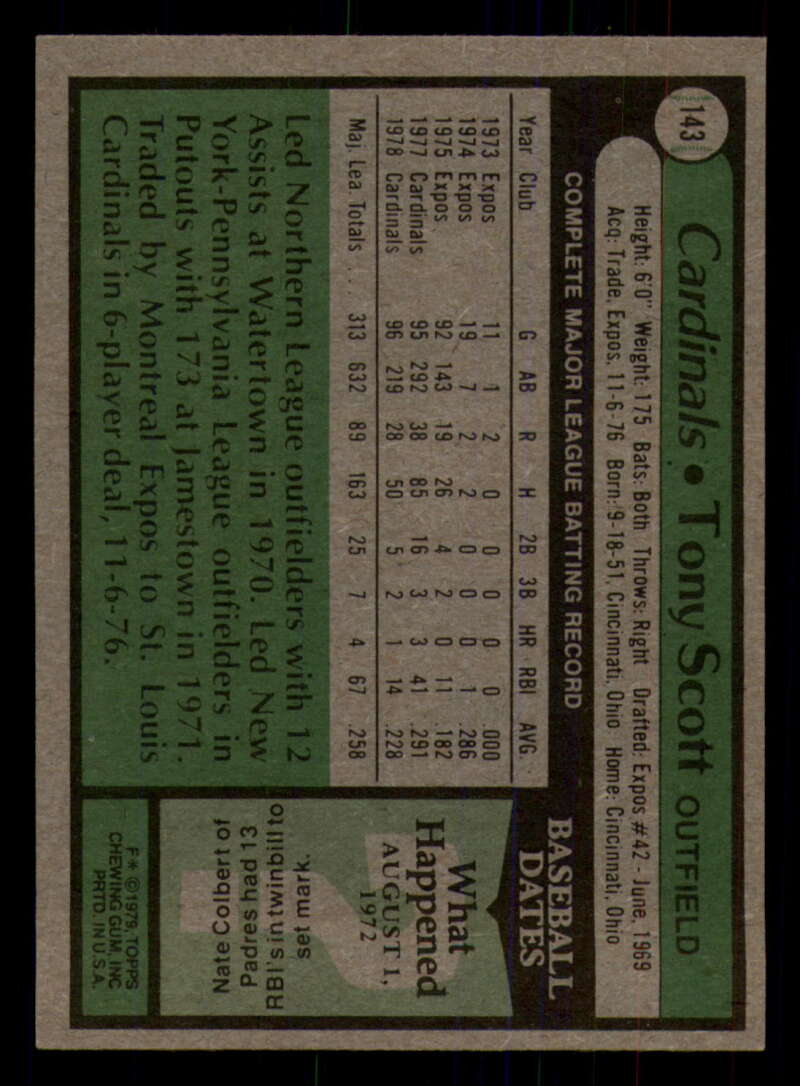 143
Cardinals • Tony Scott OUTFIELD
Height: 6'0" Weight: 175 Bats: Both Throws: Right Drafted: Expos #42 - June, 1969
Acq: Trade, Expos, 11-6-76 Born: 9-18-51, Cincinnati, Ohio Home: Cincinnati, Ohio
COMPLETE MAJOR LEAGUE BATTING RECORD
Year Club G AB R H 2B 3B HR RBI AVG.
1973 Expos 11 1 2 0 0 0 0 0 .000
1974 Expos 19 7 2 2 0 0 0 1 .286
1975 Expos 92 143 19 26 4 2 0 11 .182
1977 Cardinals 95 292 38 85 16 3 3 41 .291
1978 Cardinals 96 219 28 50 5 2 1 14 .228
Maj. Lea. Totals . . . 313 632 89 163 25 7 4 67 .258
Led Northern League outfielders with 12
Assists at Watertown in 1970. Led New
York-Pennsylvania League outfielders in
Putouts with 173 at Jamestown in 1971.
Traded by Montreal Expos to St. Louis
Cardinals in 6-player deal, 11-6-76.
BASEBALL
DATES
What
Happened
AUGUST 1,
1972
Nate Colbert of
Padres had 13
RBI's in twinbill to
set mark.
F* © 1979, TOPPS
CHEWING GUM, INC.
PRTD. IN U.S.A.